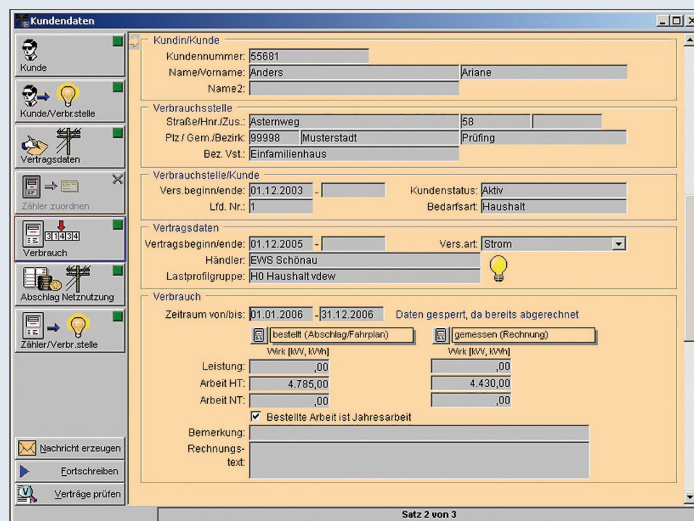 Kundendaten
Kunde
Kunde/Verbr.stelle
Vertragsdaten
Zähler zuordnen
31434
Verbrauch
Abschlag Netznutzung
Zähler/Verbr.stelle
Nachricht erzeugen
Fortschreiben
Verträge prüfen
Kundin/Kunde
Kundennummer: 55681
Name/Vorname: Anders Ariane
Name2:
Verbrauchsstelle
Straße/Hnr./Zus.: Asternweg 58
Plz / Gem./Bezirk: 99998 Musterstadt Prüfing
Bez. Vst.: Einfamilienhaus
Verbrauchstelle/Kunde
Vers.beginn/ende: 01.12.2003 - Kundenstatus: Aktiv
Lfd. Nr.: 1 Bedarfsart: Haushalt
Vertragsdaten
Vertragsbeginn/ende: 01.12.2005 - Vers.art: Strom
Händler: EWS Schönau
Lastprofilgruppe: H0 Haushalt vdew
Verbrauch
Zeitraum von/bis: 01.01.2006 - 31.12.2006 Daten gesperrt, da bereits abgerechnet
bestellt (Abschlag/Fahrplan) gemessen (Rechnung)
Wirk [kW, kWh] Wirk [kW, kWh]
Leistung: ,00 ,00
Arbeit HT: 4.785,00 4.430,00
Arbeit NT: ,00 ,00
Bestellte Arbeit ist Jahresarbeit
Bemerkung:
Rechnungs-
text:
Satz 2 von 3